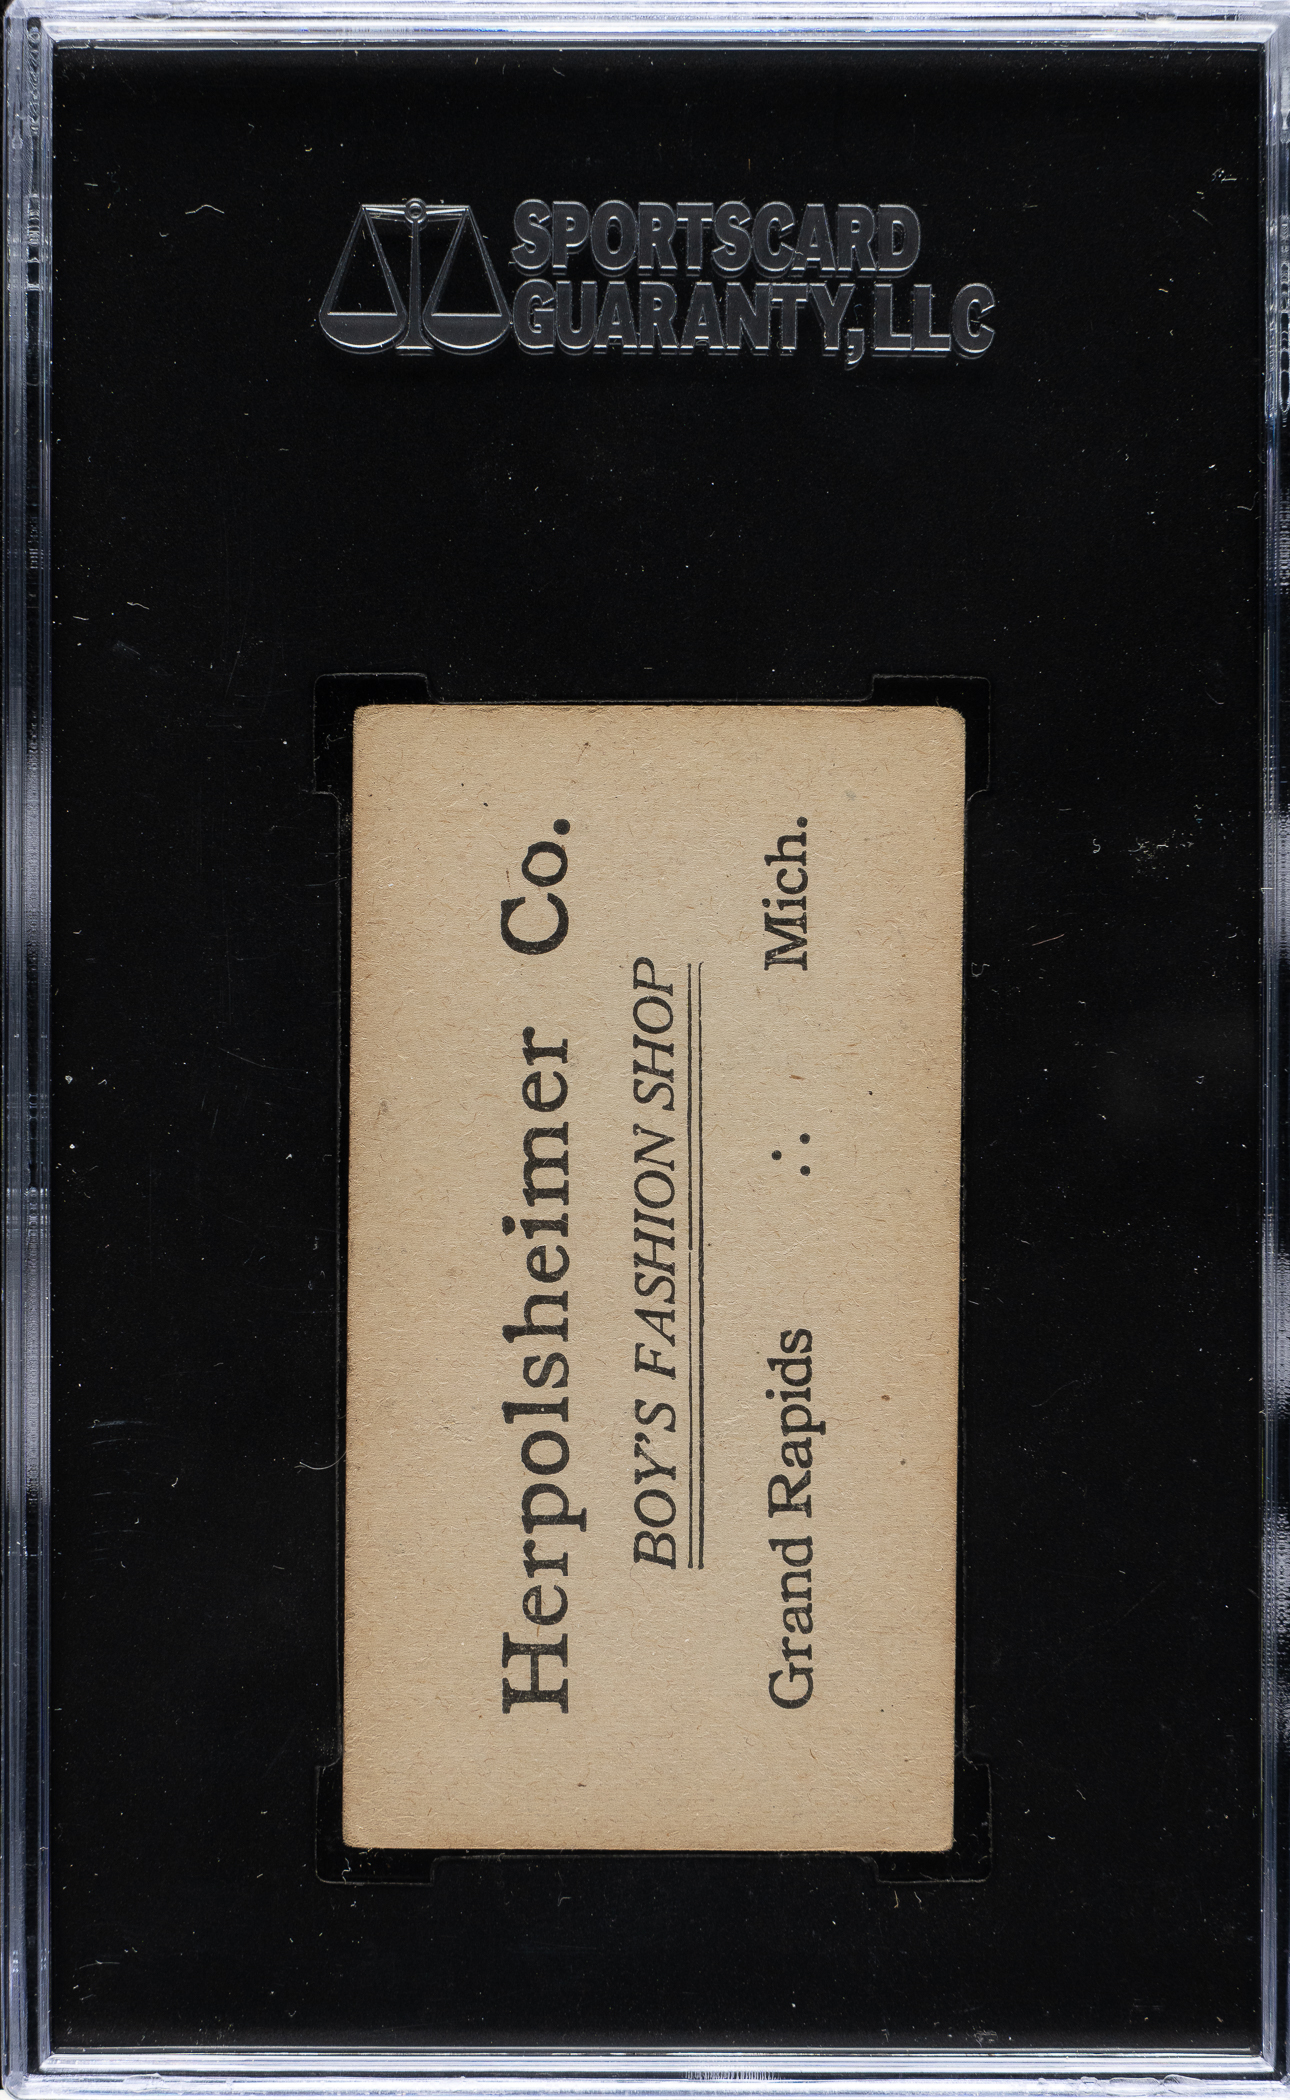 SPORTSCARD
GUARANTY, LLC
Herpolsheimer Co.
BOY'S FASHION SHOP
Grand Rapids ∴ Mich.